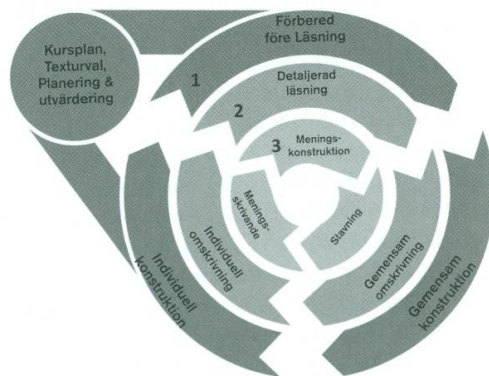 Kursplan,
Texturval,
Planering &
utvärdering
Förbered
före Läsning
1
Detaljerad
läsning
2
Menings-
konstruktion
3
Stavning
Menings-
skrivande
Gemensam
omskrivning
Individuell
omskrivning
Gemensam
konstruktion
Individuell
konstruktion